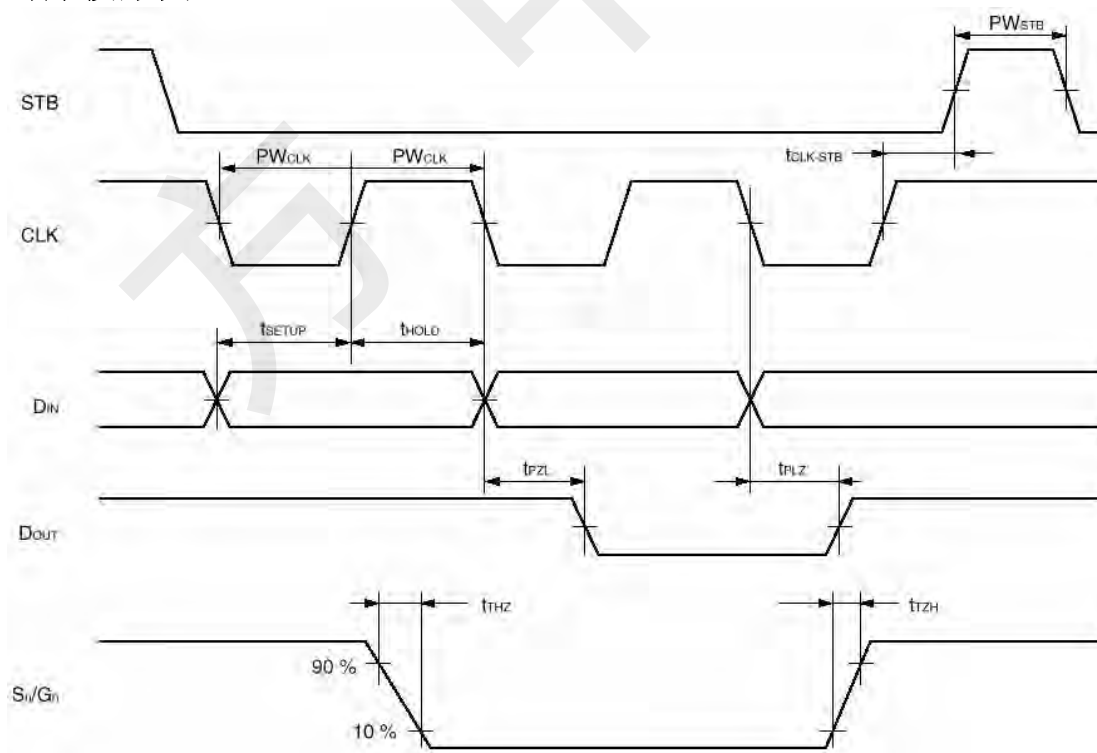 PWSTB
STB
PWCLK PWCLK tCLK-STB
CLK
tSETUP tHOLD
DIN
tPZL tPLZ
DOUT
tTHZ tTZH
90 %
Sn/Gn
10 %